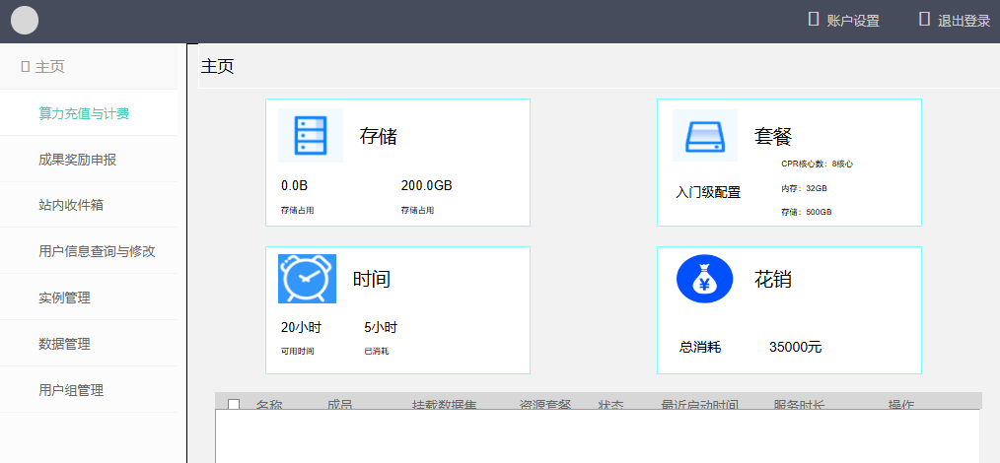 账户设置 退出登录
主页
算力充值与计费
成果奖励申报
站内收件箱
用户信息查询与修改
实例管理
数据管理
用户组管理
主页
存储
0.0B 200.0GB
存储占用 存储占用
套餐
CPR核心数：8核心
入门级配置
内存：32GB
存储：500GB
时间
20小时 5小时
可用时间 已消耗
花销
¥
总消耗 35000元
名称 成员 挂载数据集 资源套餐 状态 最近启动时间 服务时长 操作